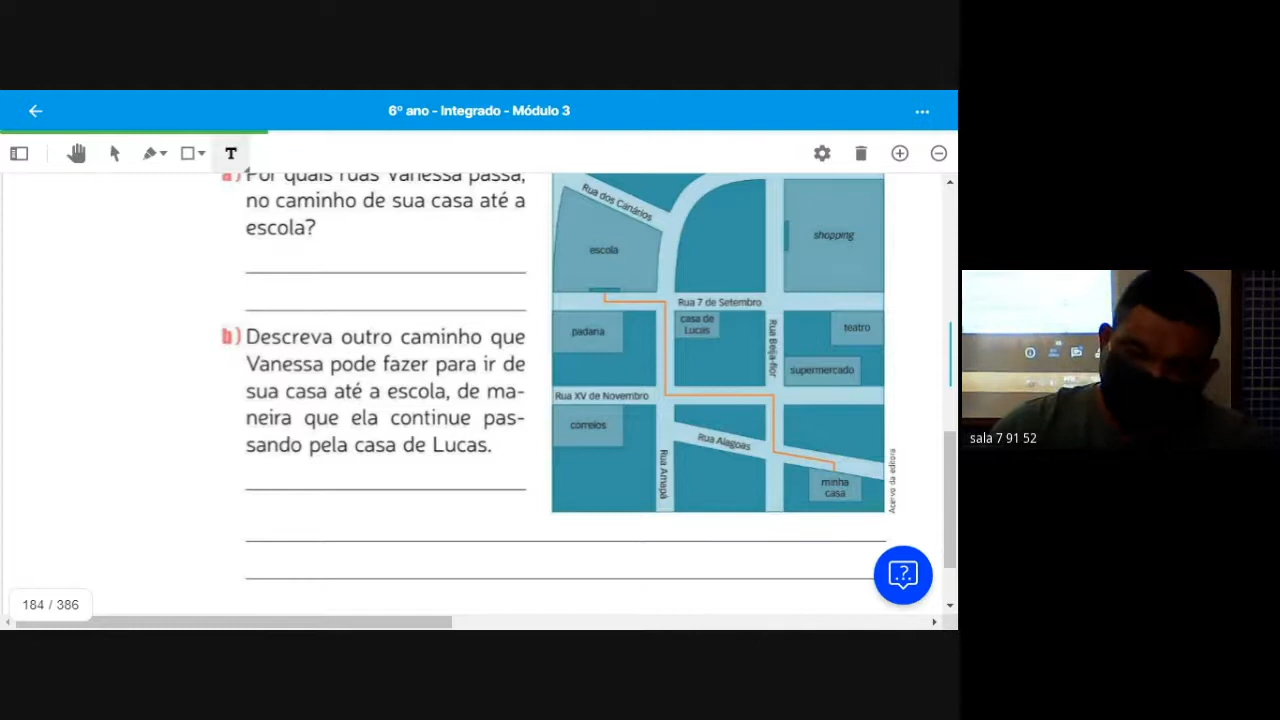 6º ano - Integrado - Módulo 3
T
a) Por quais ruas Vanessa passa,
no caminho de sua casa até a
escola?
b) Descreva outro caminho que
Vanessa pode fazer para ir de
sua casa até a escola, de ma-
neira que ela continue pas-
sando pela casa de Lucas.
Rua dos Canários
escola
shopping
Rua 7 de Setembro
padaria
casa de
Lucas
Rua Beija-flor
teatro
supermercado
Rua XV de Novembro
correios
Rua Alagoas
Rua Amapá
minha
casa
Acervo da editora
184 / 386
sala 7 91 52